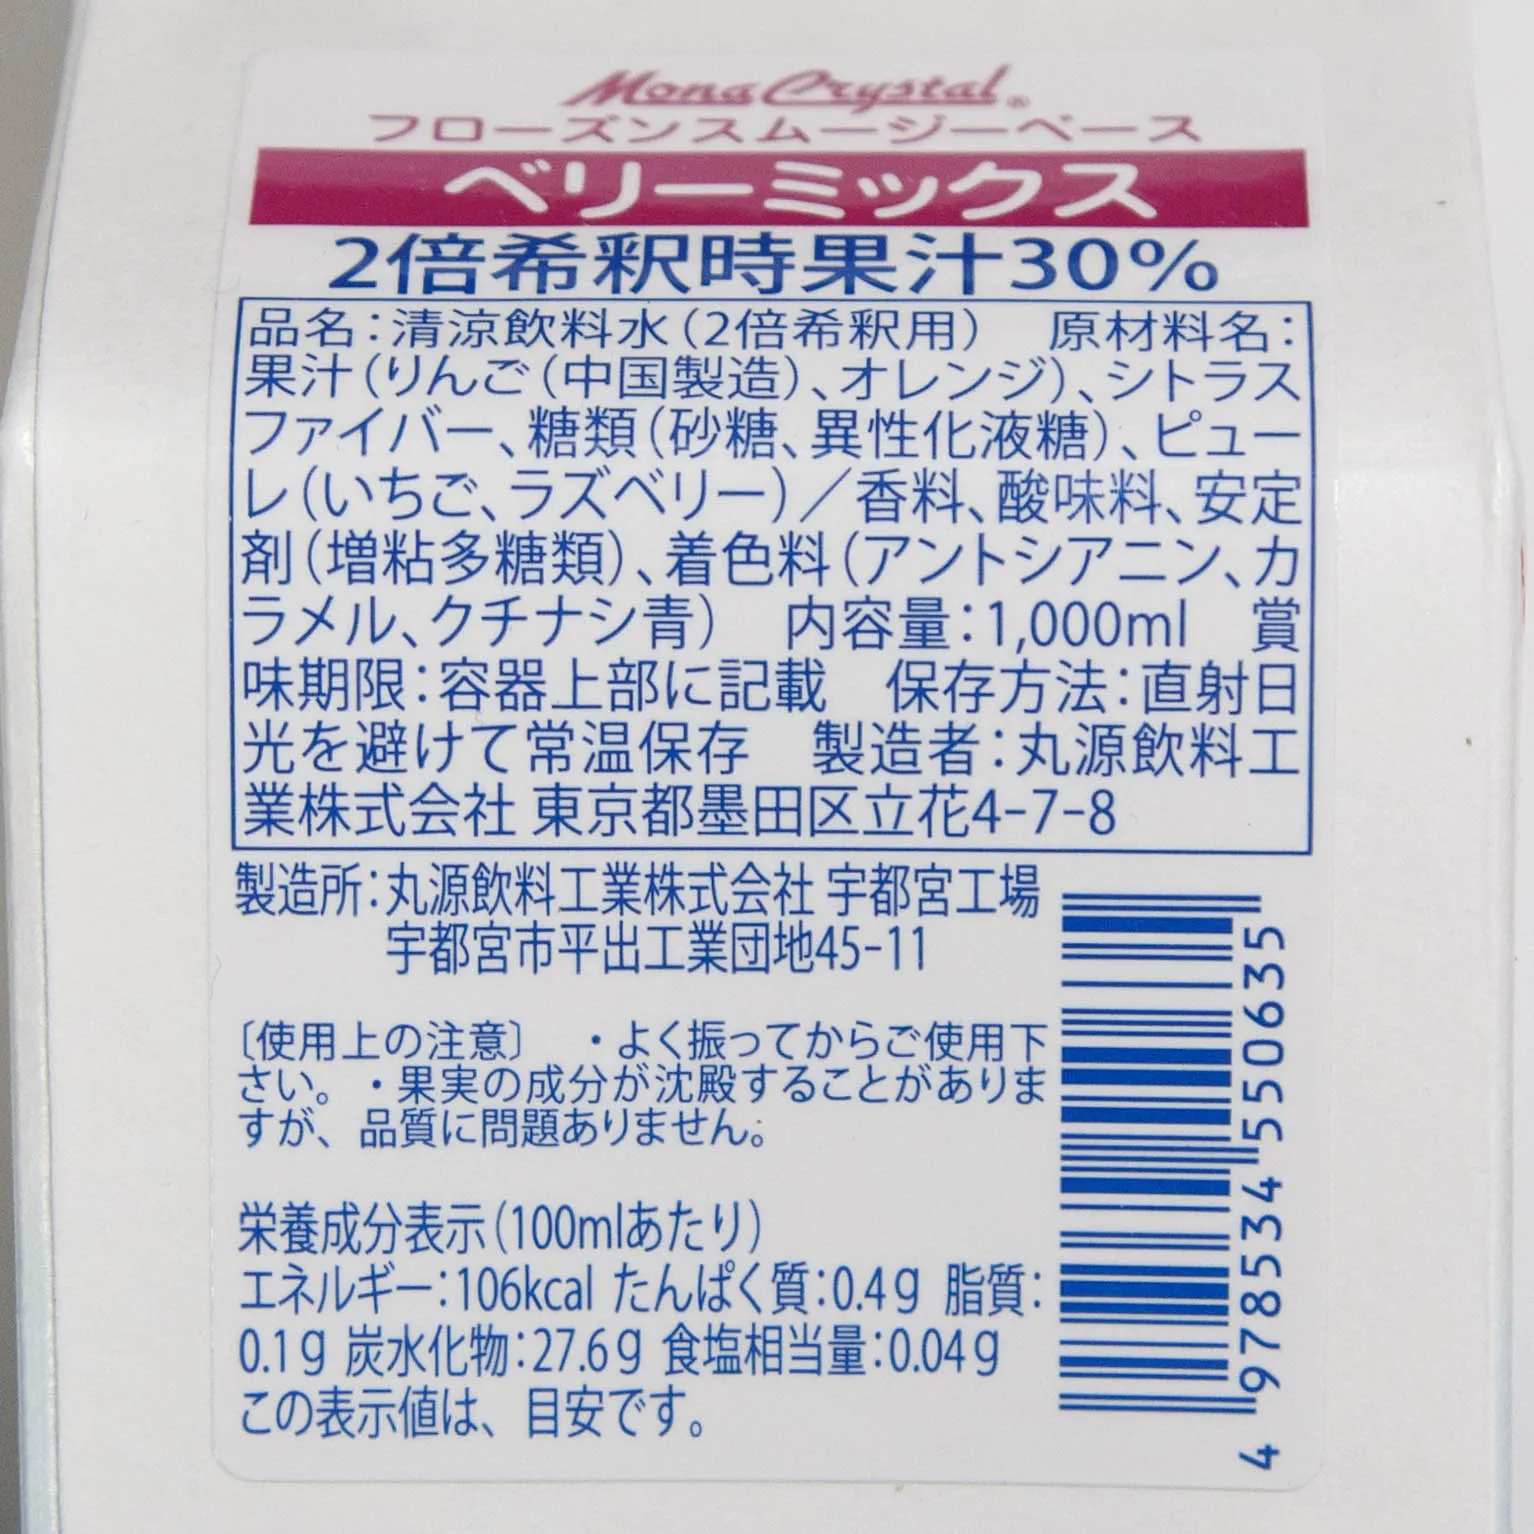 Mona Crystal®
フローズンスムージーベース
ベリーミックス
2倍希釈時果汁30%
品名：清涼飲料水（2倍希釈用）　原材料名：
果汁（りんご（中国製造）、オレンジ）、シトラス
ファイバー、糖類（砂糖、異性化液糖）、ピュー
レ（いちご、ラズベリー）／香料、酸味料、安定
剤（増粘多糖類）、着色料（アントシアニン、カ
ラメル、クチナシ青）　内容量：1,000ml　賞
味期限：容器上部に記載　保存方法：直射日
光を避けて常温保存　製造者：丸源飲料工
業株式会社 東京都墨田区立花4-7-8
製造所：丸源飲料工業株式会社 宇都宮工場
宇都宮市平出工業団地45-11
〔使用上の注意〕　・よく振ってからご使用下
さい。・果実の成分が沈殿することがありま
すが、品質に問題ありません。
栄養成分表示（100mlあたり）
エネルギー：106kcal たんぱく質：0.4g 脂質：
0.1g 炭水化物：27.6g 食塩相当量：0.04g
この表示値は、目安です。
4 978534 550635